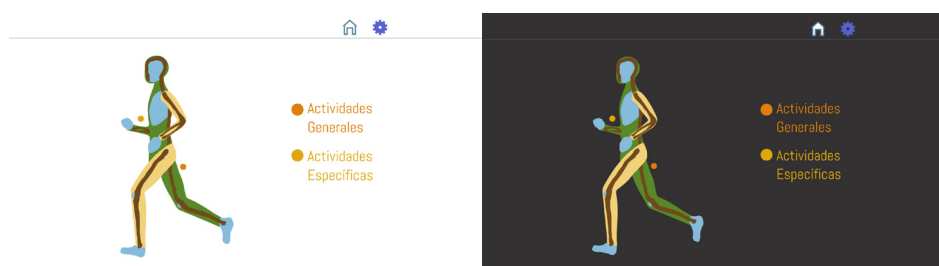 Actividades
Generales
Actividades
Específicas
Actividades
Generales
Actividades
Específicas